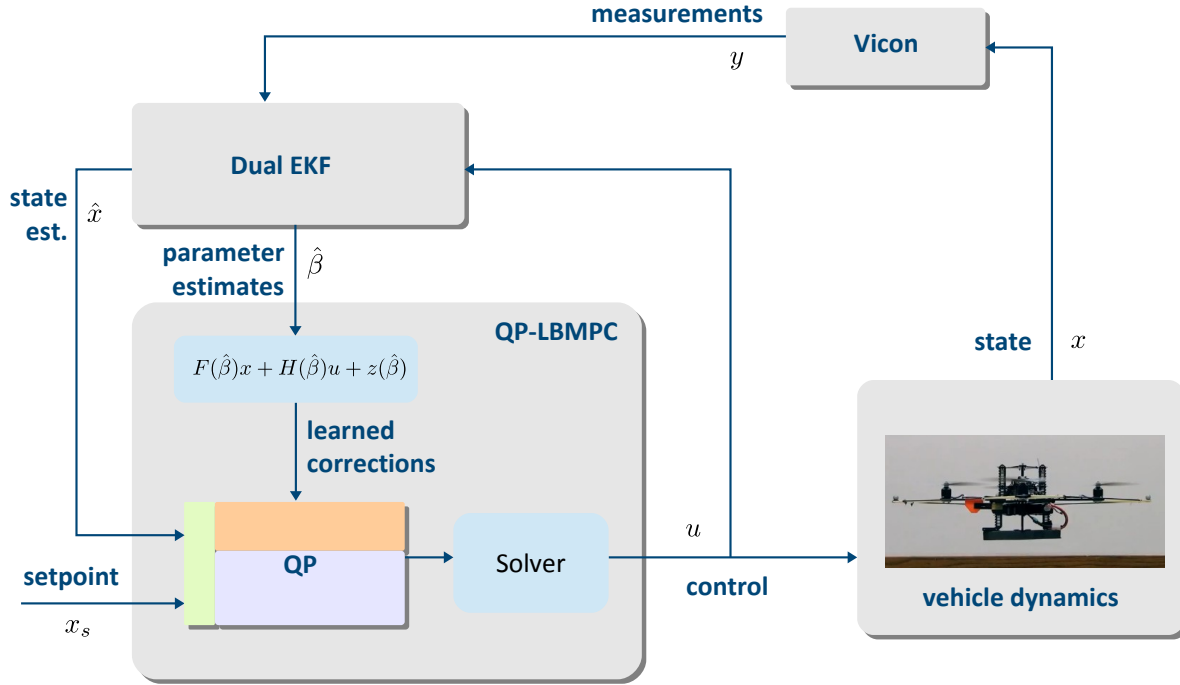 measurements
y
Vicon
Dual EKF
state
est.
x̂
parameter
estimates
β̂
QP-LBMPC
F(β̂)x + H(β̂)u + z(β̂)
state
x
learned
corrections
QP
Solver
u
control
setpoint
x_s
vehicle dynamics